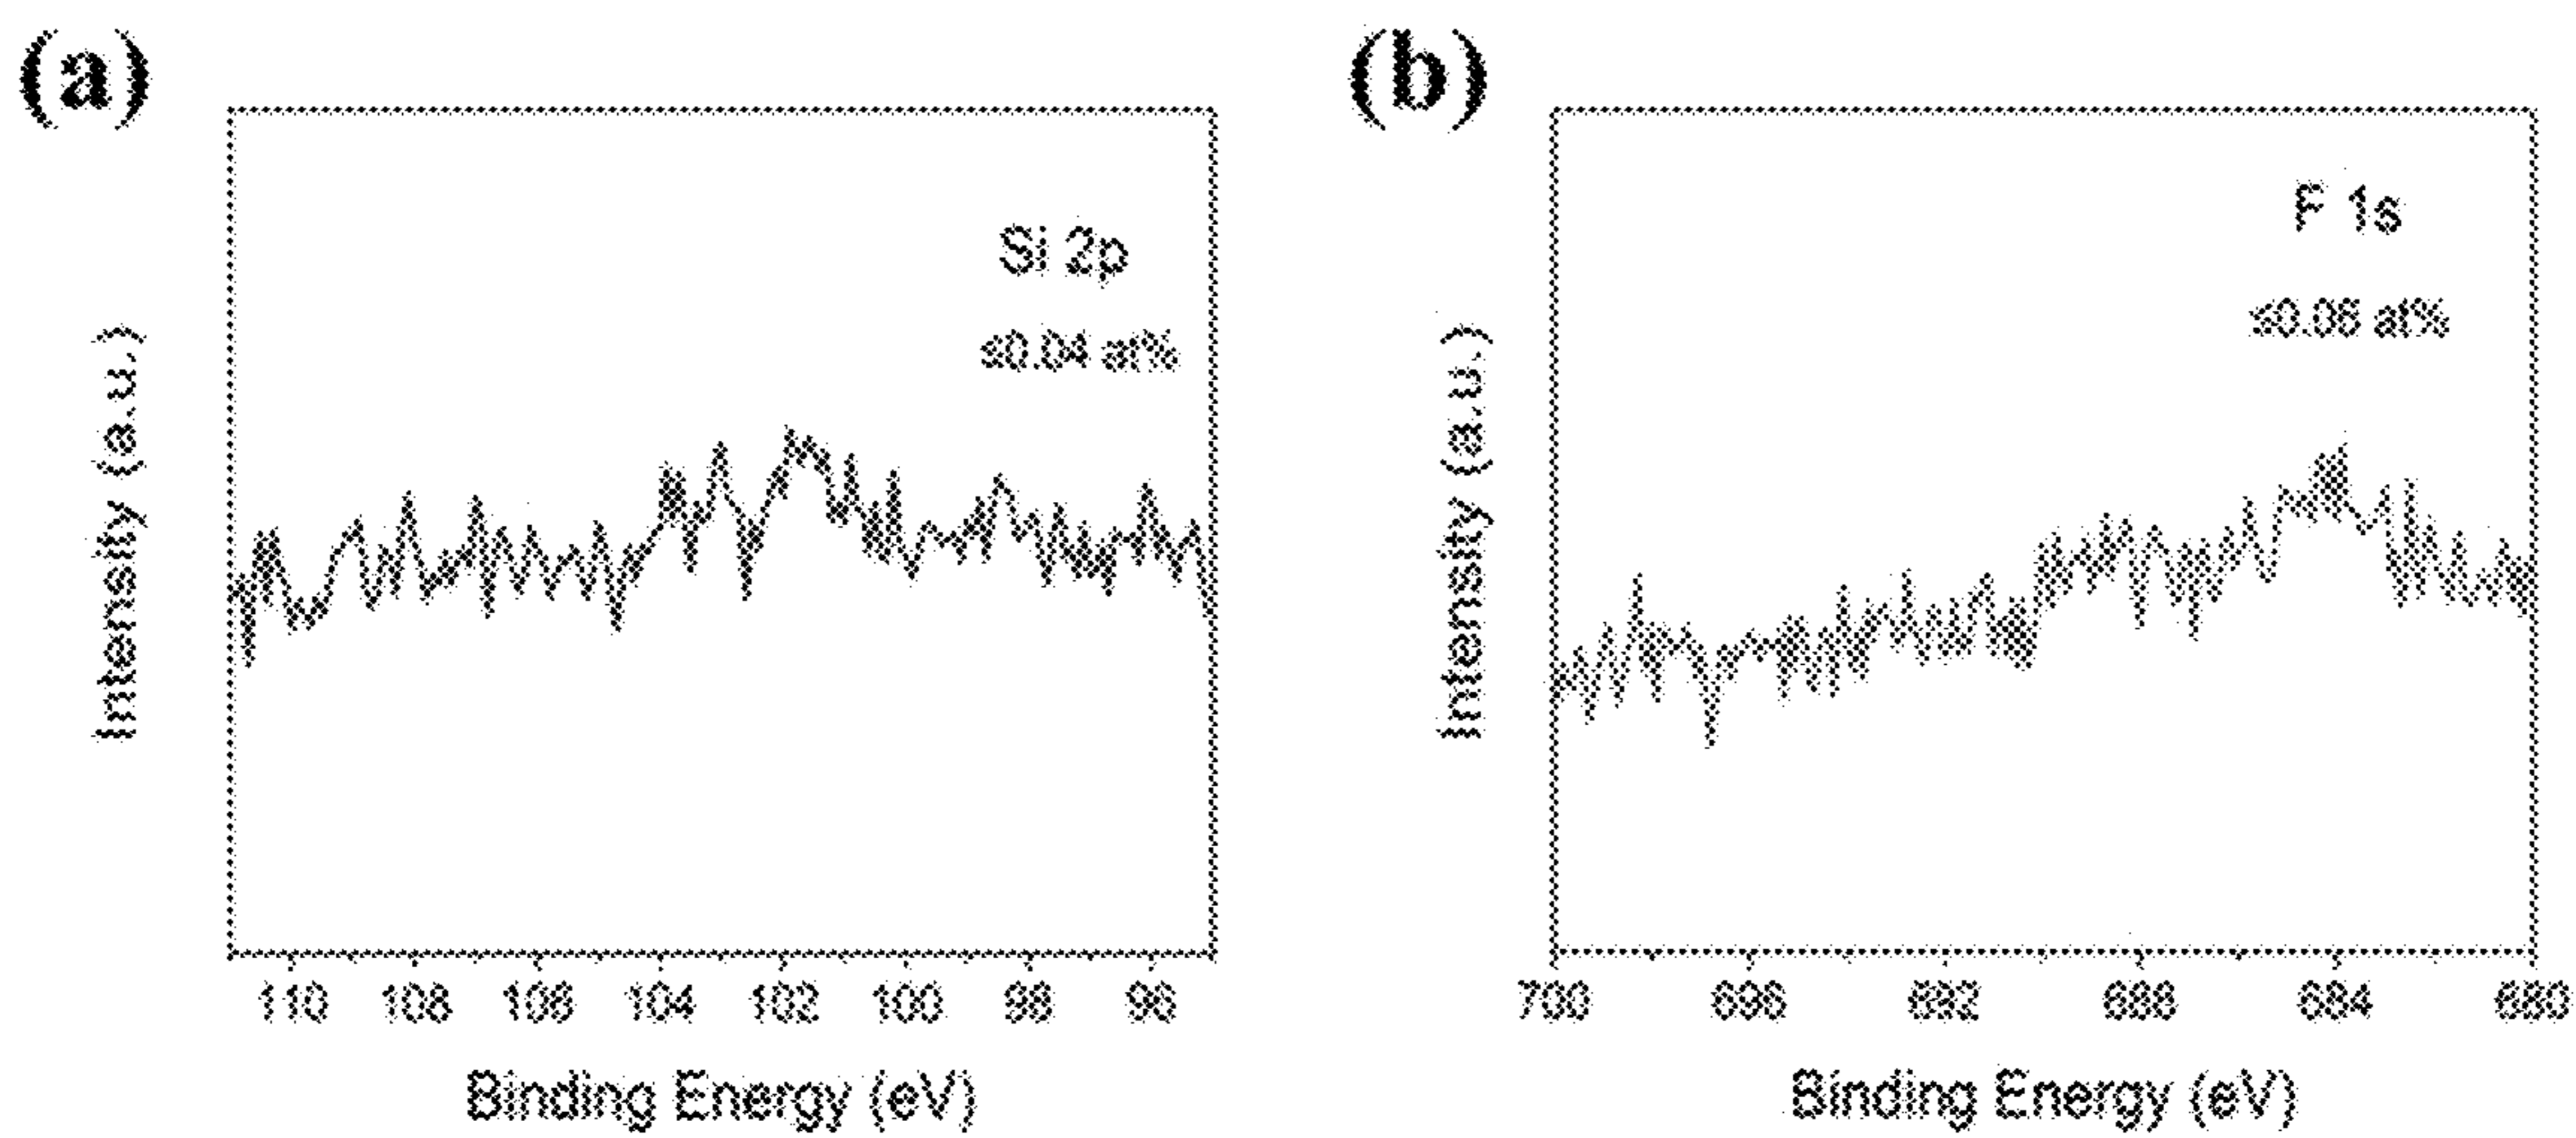 (a)
Si 2p
≤0.04 at%
Intensity (a.u.)
110 108 106 104 102 100 98 96
Binding Energy (eV)
(b)
F 1s
≤0.06 at%
Intensity (a.u.)
700 696 692 688 684 680
Binding Energy (eV)